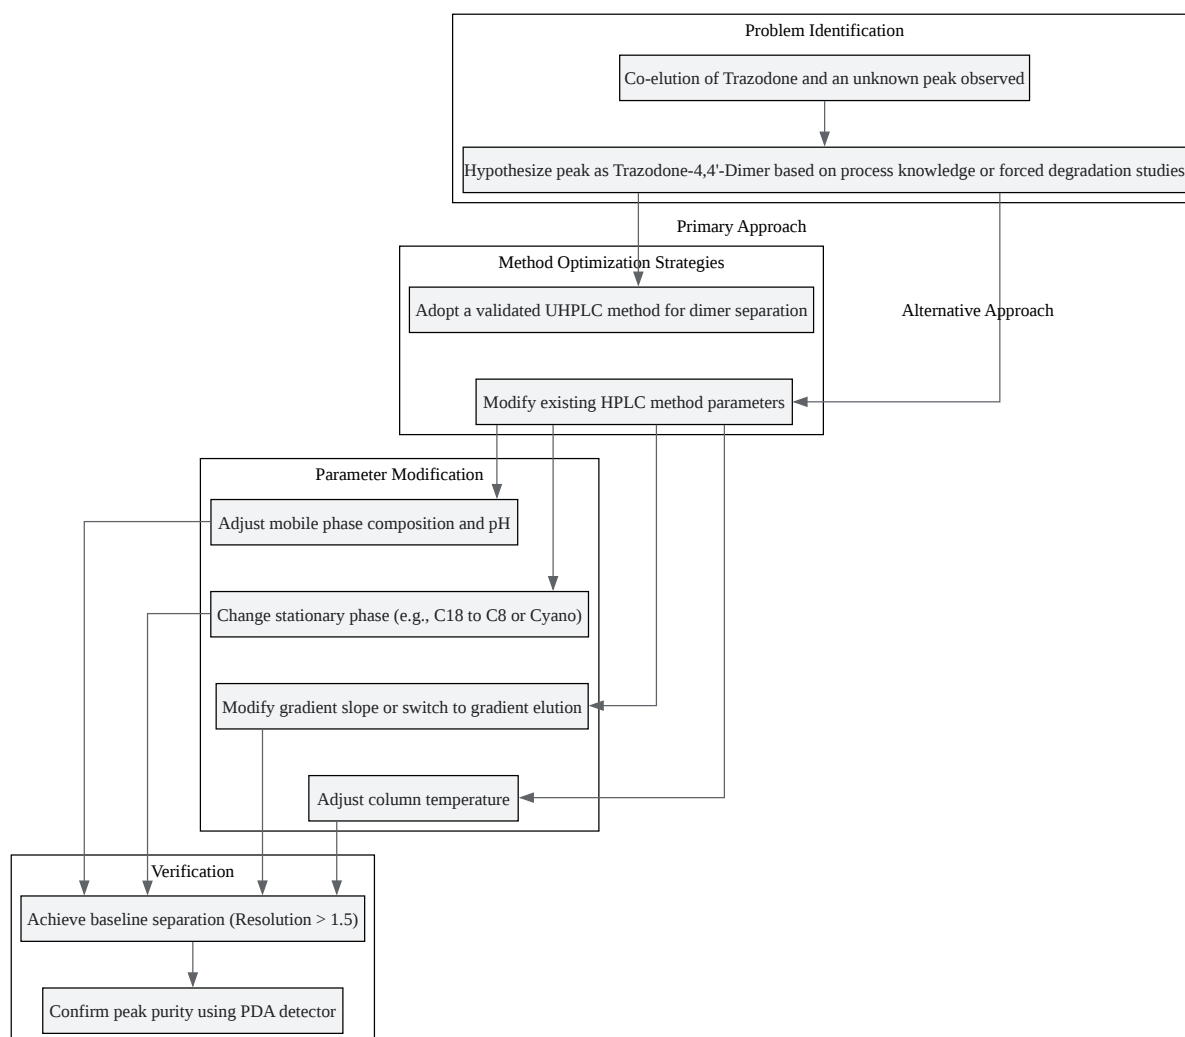 Problem Identification
Co-elution of Trazodone and an unknown peak observed
Hypothesize peak as Trazodone-4,4'-Dimer based on process knowledge or forced degradation studies
Primary Approach
Method Optimization Strategies
Adopt a validated UHPLC method for dimer separation
Alternative Approach
Modify existing HPLC method parameters
Parameter Modification
Adjust mobile phase composition and pH
Change stationary phase (e.g., C18 to C8 or Cyano)
Modify gradient slope or switch to gradient elution
Adjust column temperature
Verification
Achieve baseline separation (Resolution > 1.5)
Confirm peak purity using PDA detector